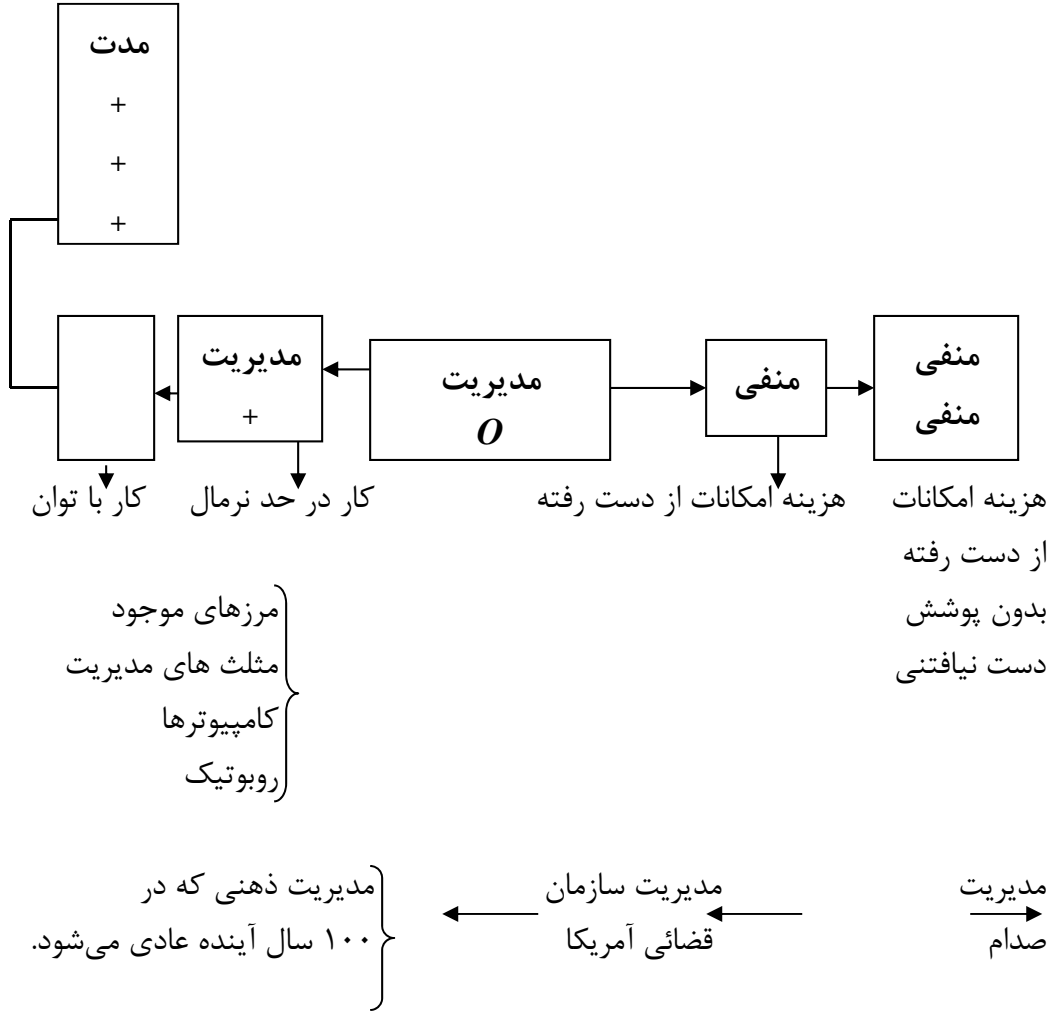 مدت
+
+
+
منفی
منفی
منفی
مدیریت
O
مدیریت
+
هزینه امکانات
از دست رفته
بدون پوشش
دست نیافتنی
هزینه امکانات از دست رفته
کار در حد نرمال
کار با توان
مرزهای موجود
مثلث های مدیریت
کامپیوترها
روبوتیک
مدیریت
صدام
مدیریت سازمان
قضائی آمریکا
مدیریت ذهنی که در
۱۰۰ سال آینده عادی می‌شود.